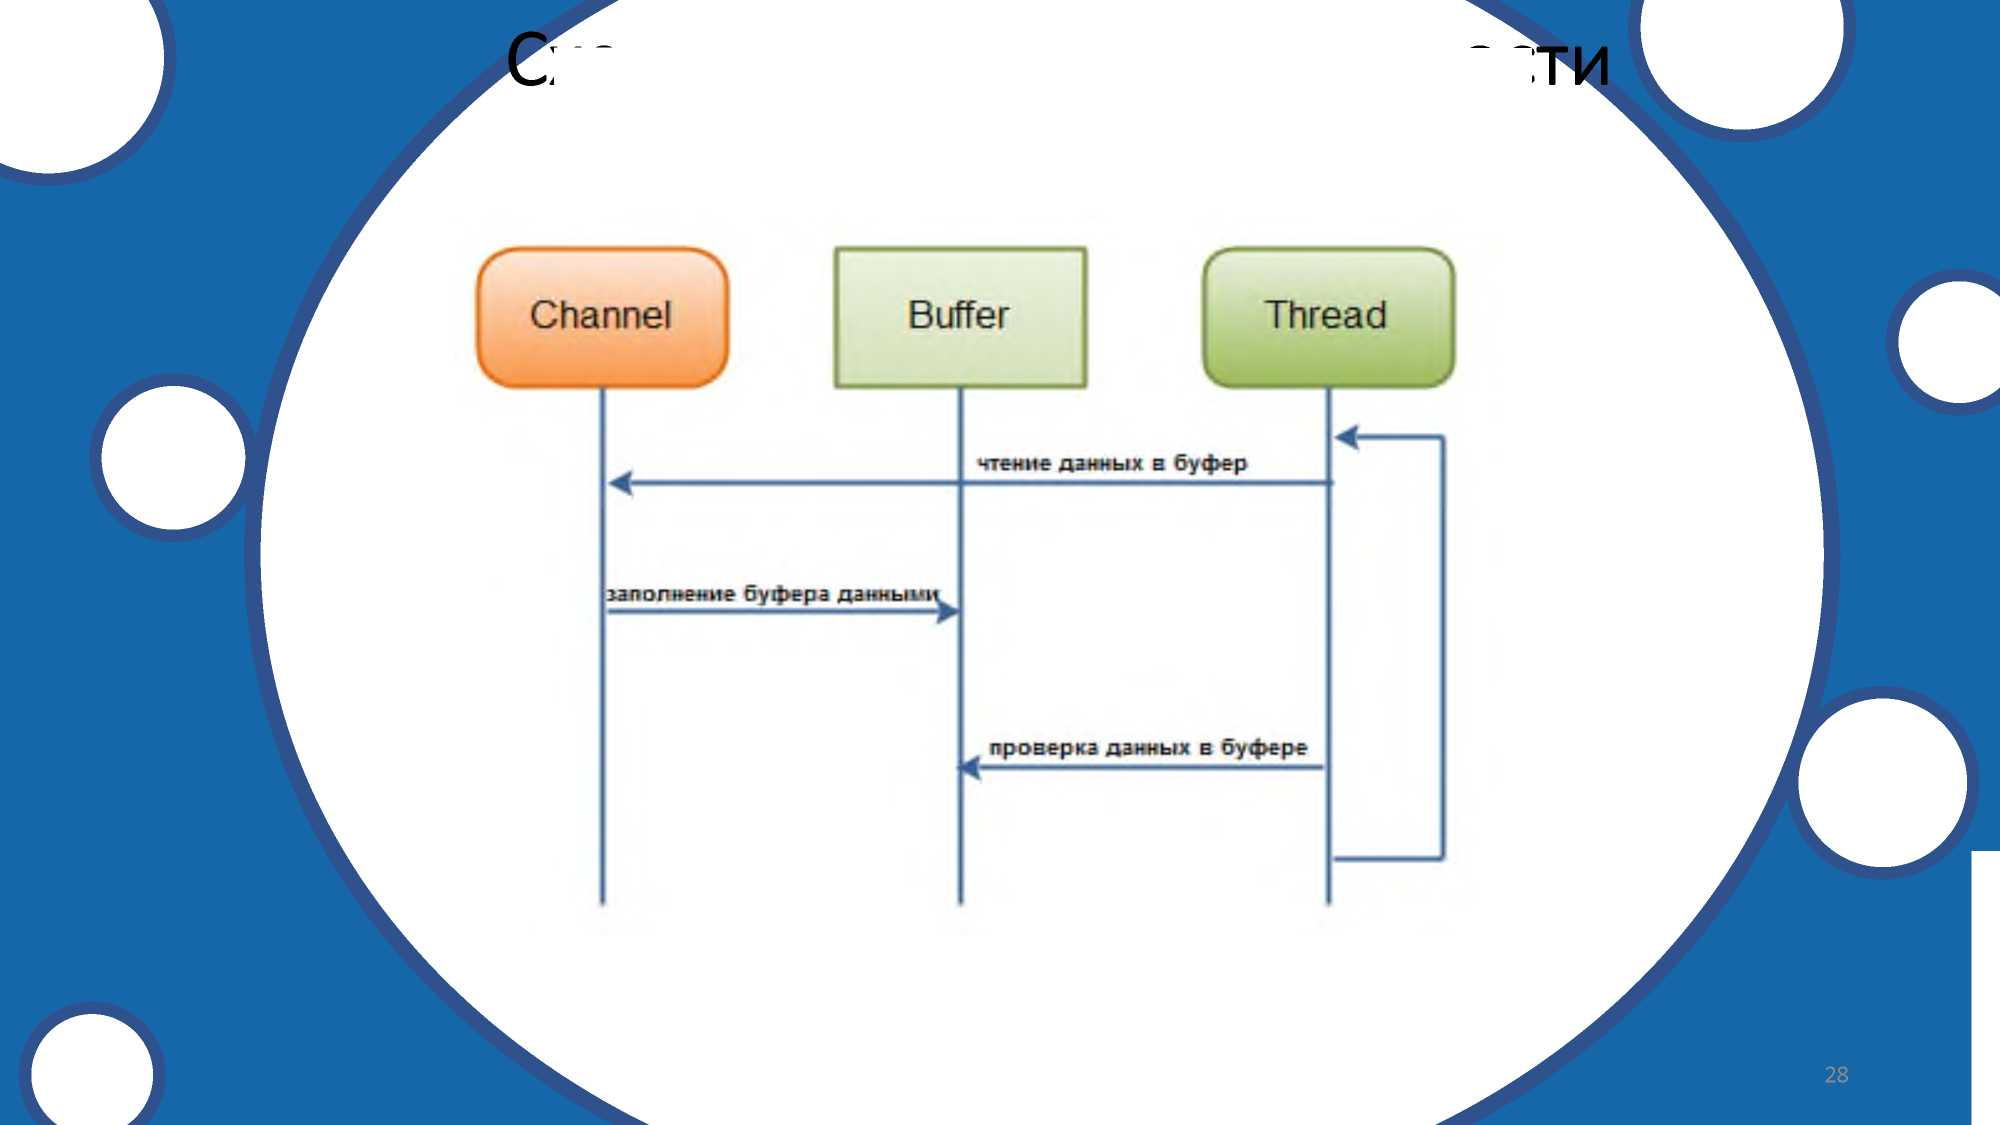 Channel
Buffer
Thread
чтение данных в буфер
заполнение буфера данными
проверка данных в буфере
28